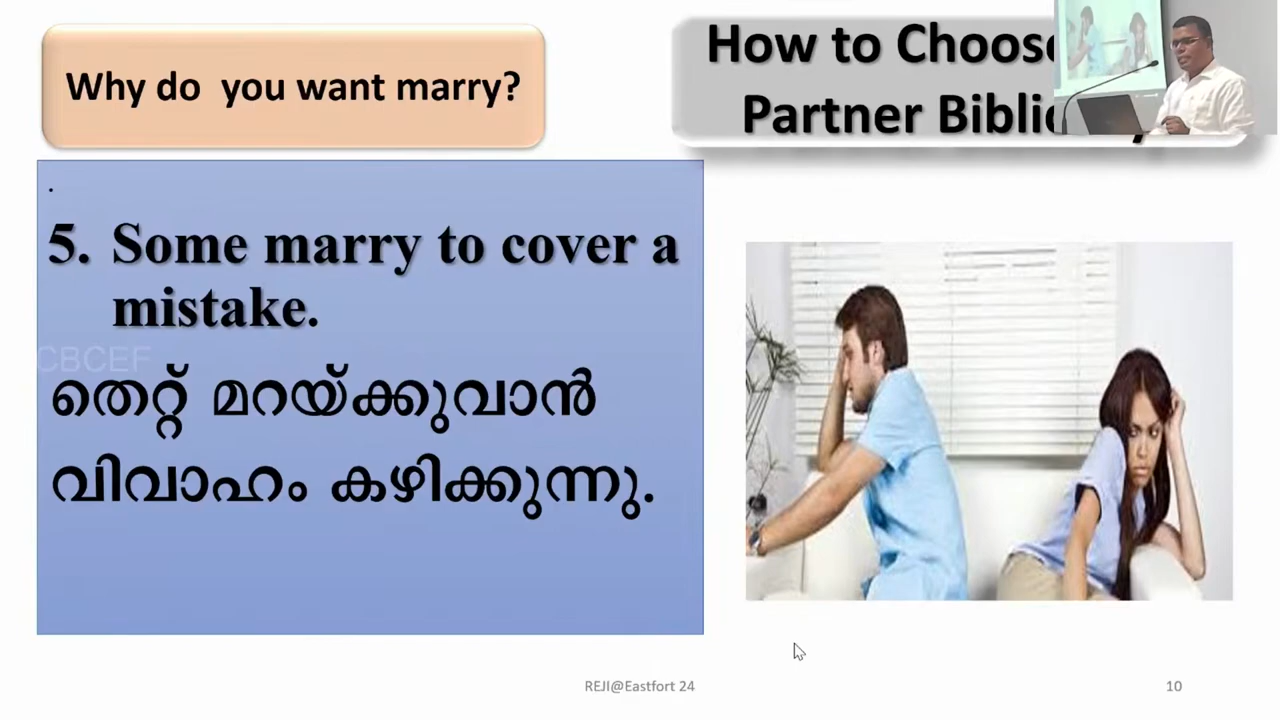 Why do you want marry?
How to Choose
Partner
.
5. Some marry to cover a
mistake.
CBCEF
തെറ്റ് മറയ്ക്കുവാൻ
വിവാഹം കഴിക്കുന്നു.
REJI@Eastfort 24
10